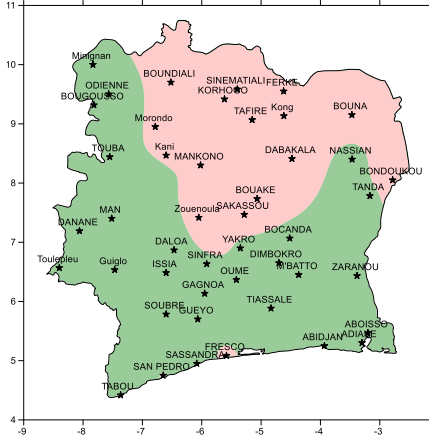 11
10
9
8
7
6
5
4
-9 -8 -7 -6 -5 -4 -3
Minignan
ODIENNE
BOUGOUSSO
BOUNDIALI
SINEMATIALI
FERKE
KORHOGO
TAFIRE
Kong
BOUNA
Morondo
TOUBA
Kani
MANKONO
DABAKALA
NASSIAN
BONDOUKOU
TANDA
BOUAKE
SAKASSOU
Zouenoula
MAN
DANANE
BOCANDA
YAKRO
DALOA
SINFRA
DIMBOKRO
M'BATTO
ZARANOU
Toulepleu
Guiglo
ISSIA
OUME
GAGNOA
TIASSALE
SOUBRE
GUEYO
ABOISSO
ADIAKE
ABIDJAN
FRESCO
SASSANDRA
SAN PEDRO
TABOU